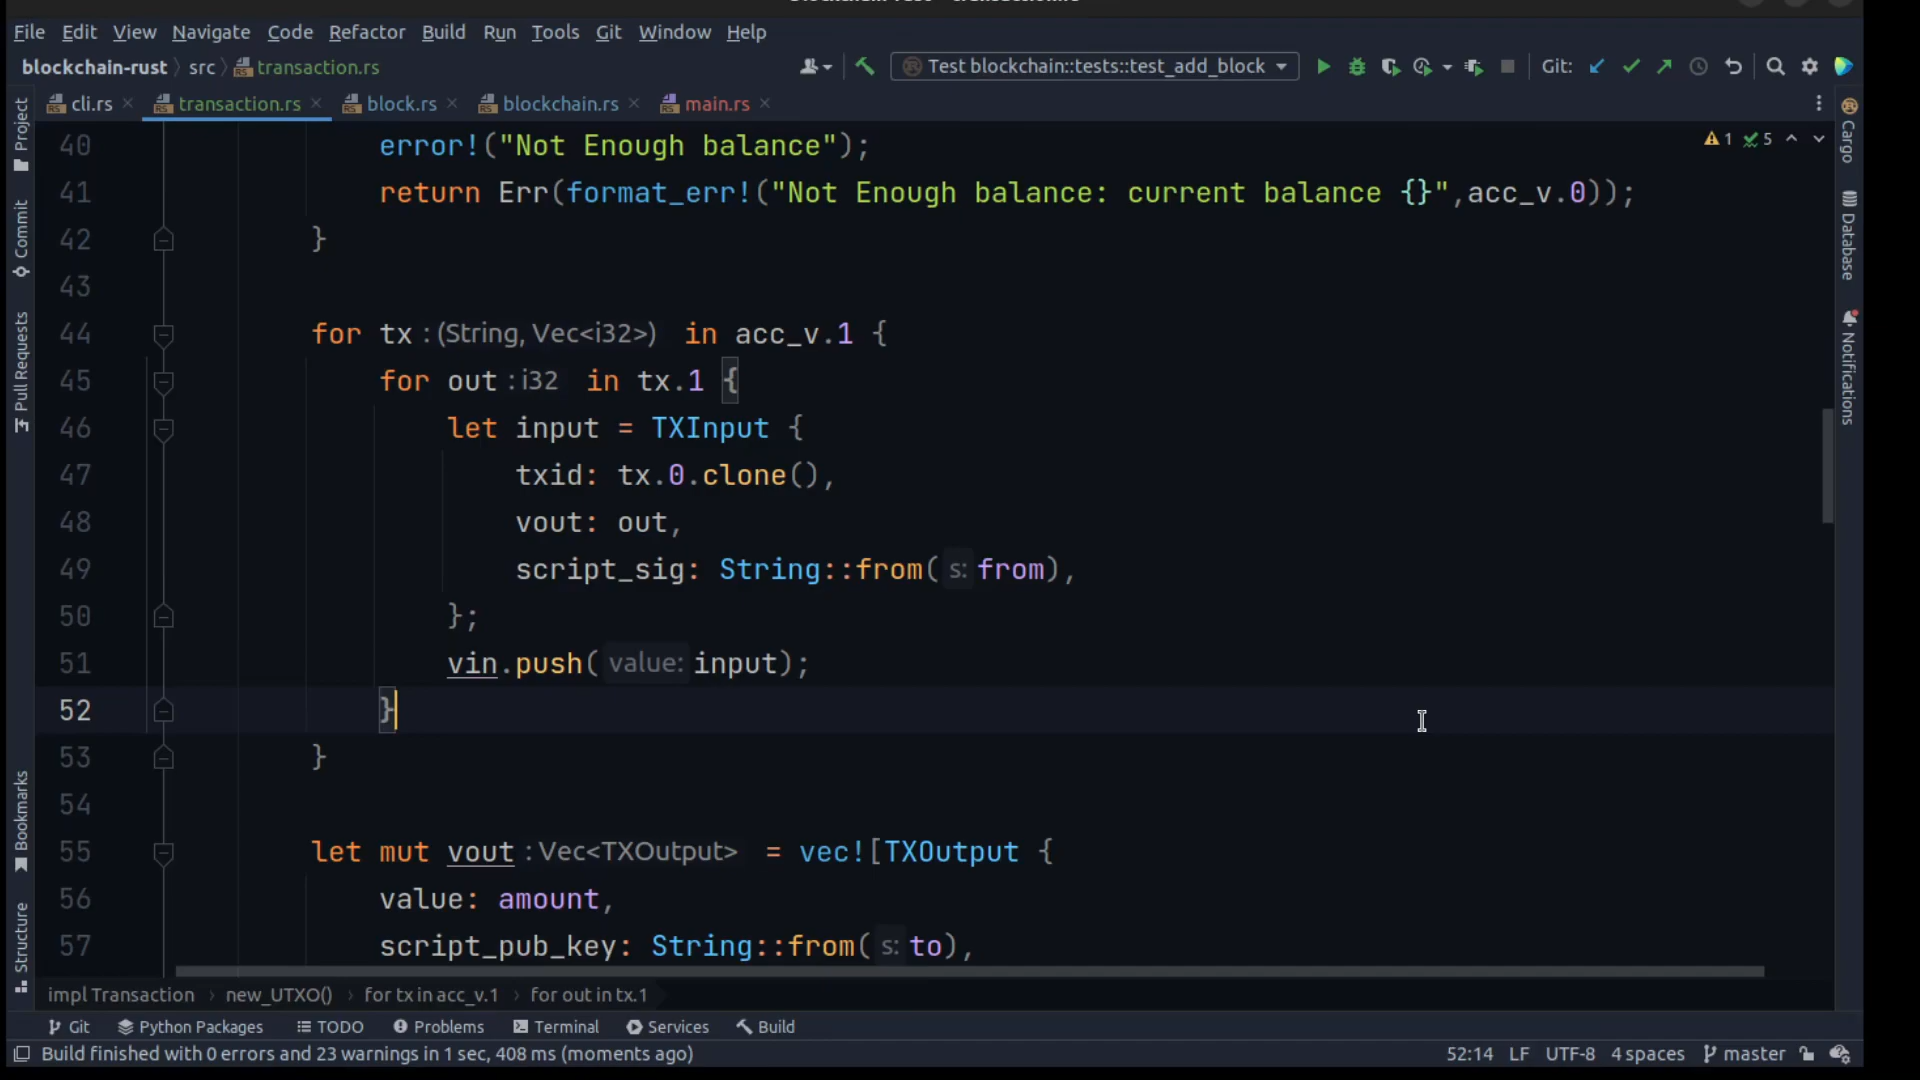 File Edit View Navigate Code Refactor Build Run Tools Git Window Help
blockchain-rust src transaction.rs Test blockchain::tests::test_add_block Git:
cli.rs transaction.rs block.rs blockchain.rs main.rs
Project
Commit
Pull Requests
Bookmarks
Structure
40 error!("Not Enough balance");
41 return Err(format_err!("Not Enough balance: current balance {}",acc_v.0));
42 }
43
44 for tx : (String, Vec<i32>) in acc_v.1 {
45 for out : i32 in tx.1 {
46 let input = TXInput {
47 txid: tx.0.clone(),
48 vout: out,
49 script_sig: String::from( s: from),
50 };
51 vin.push( value: input);
52 }
53 }
54
55 let mut vout : Vec<TXOutput> = vec![TXOutput {
56 value: amount,
57 script_pub_key: String::from( s: to),
1 5
Cargo
Database
Notifications
impl Transaction new_UTXO() for tx in acc_v.1 for out in tx.1
Git Python Packages TODO Problems Terminal Services Build
Build finished with 0 errors and 23 warnings in 1 sec, 408 ms (moments ago) 52:14 LF UTF-8 4 spaces master